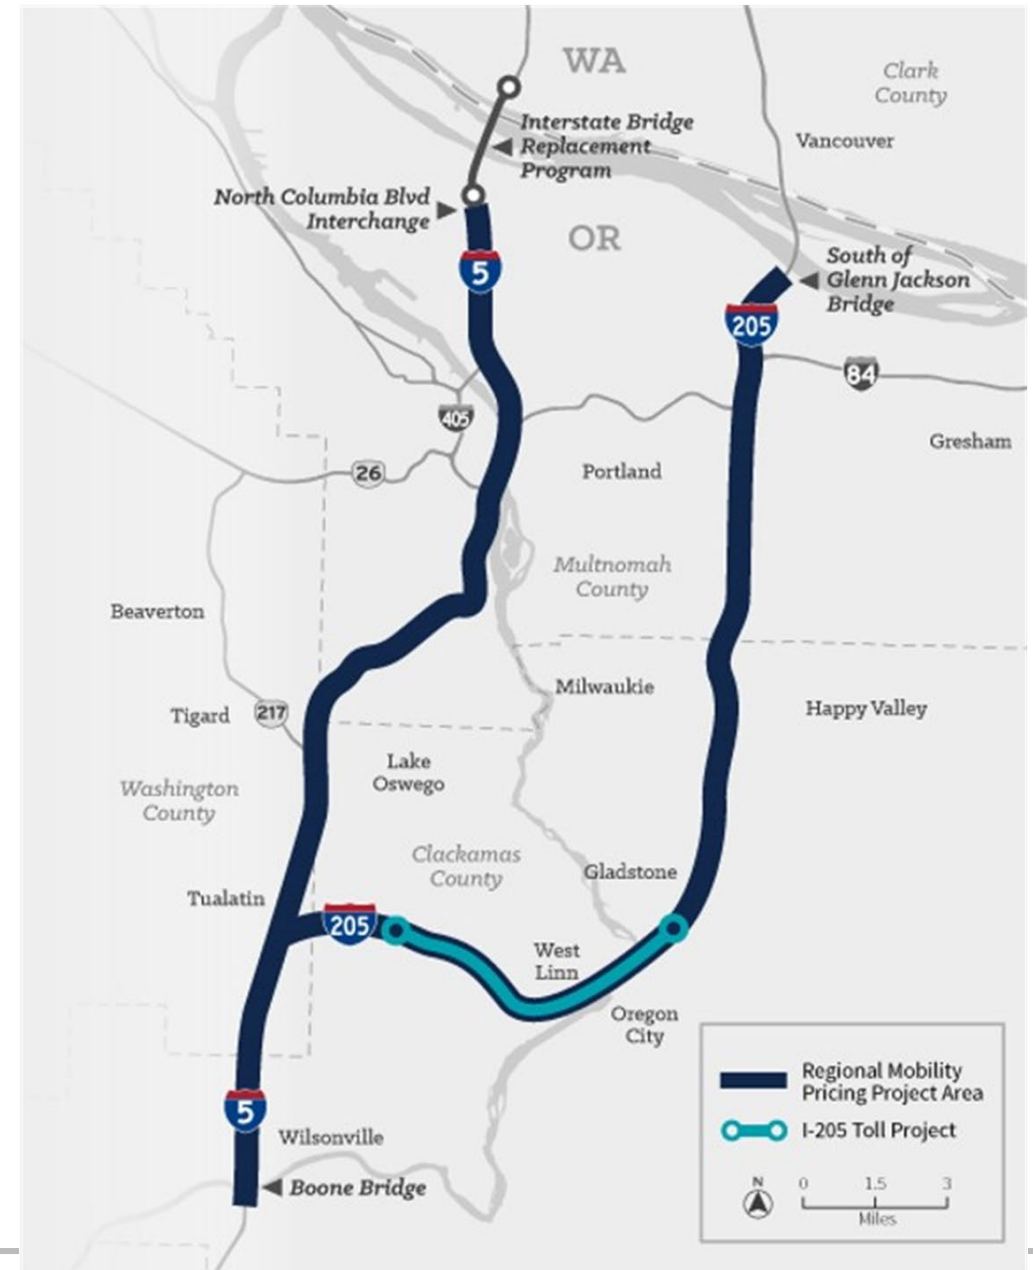 WA
Clark
County
Interstate Bridge
Replacement
Program
Vancouver
North Columbia Blvd
Interchange
OR
5
South of
Glenn Jackson
Bridge
205
84
405
Gresham
26
Portland
Multnomah
County
Beaverton
Milwaukie
Happy Valley
Tigard
217
Lake
Oswego
Washington
County
Clackamas
County
Gladstone
Tualatin
205
West
Linn
Oregon
City
5
Wilsonville
Boone Bridge
Regional Mobility
Pricing Project Area
I-205 Toll Project
N
0 1.5 3
Miles